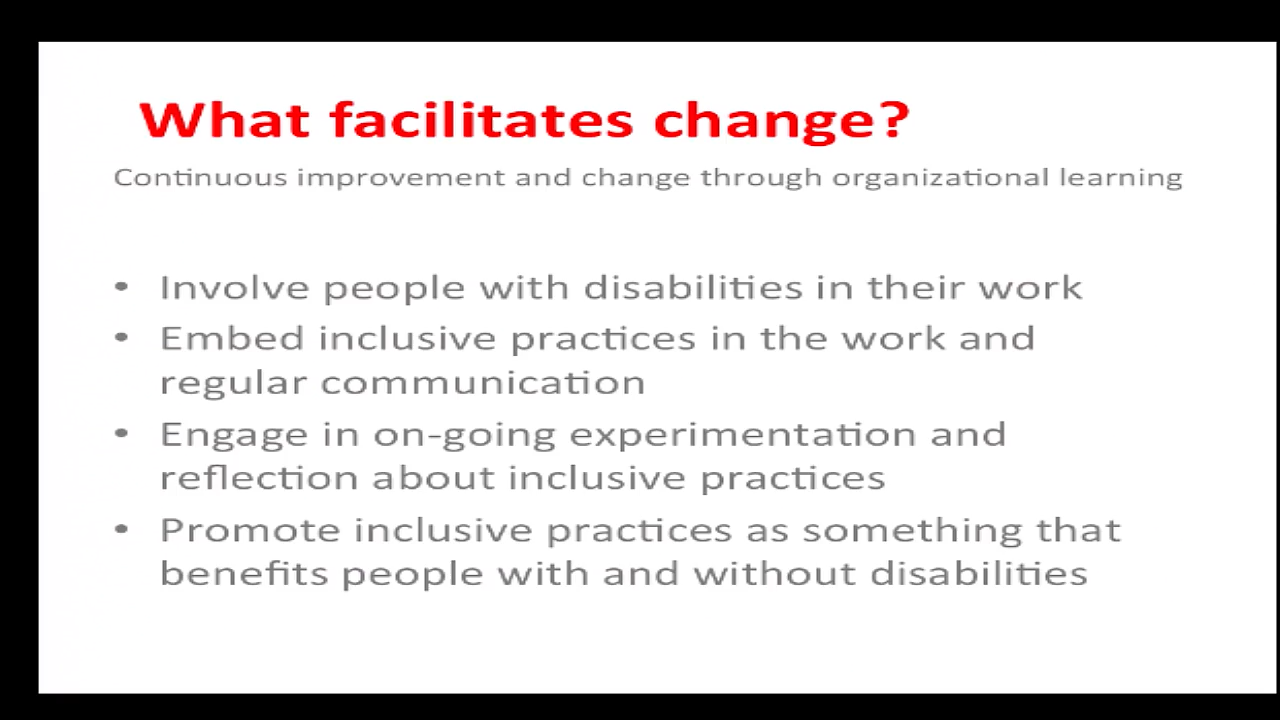 What facilitates change?
Continuous improvement and change through organizational learning
• Involve people with disabilities in their work
• Embed inclusive practices in the work and
regular communication
• Engage in on-going experimentation and
reflection about inclusive practices
• Promote inclusive practices as something that
benefits people with and without disabilities